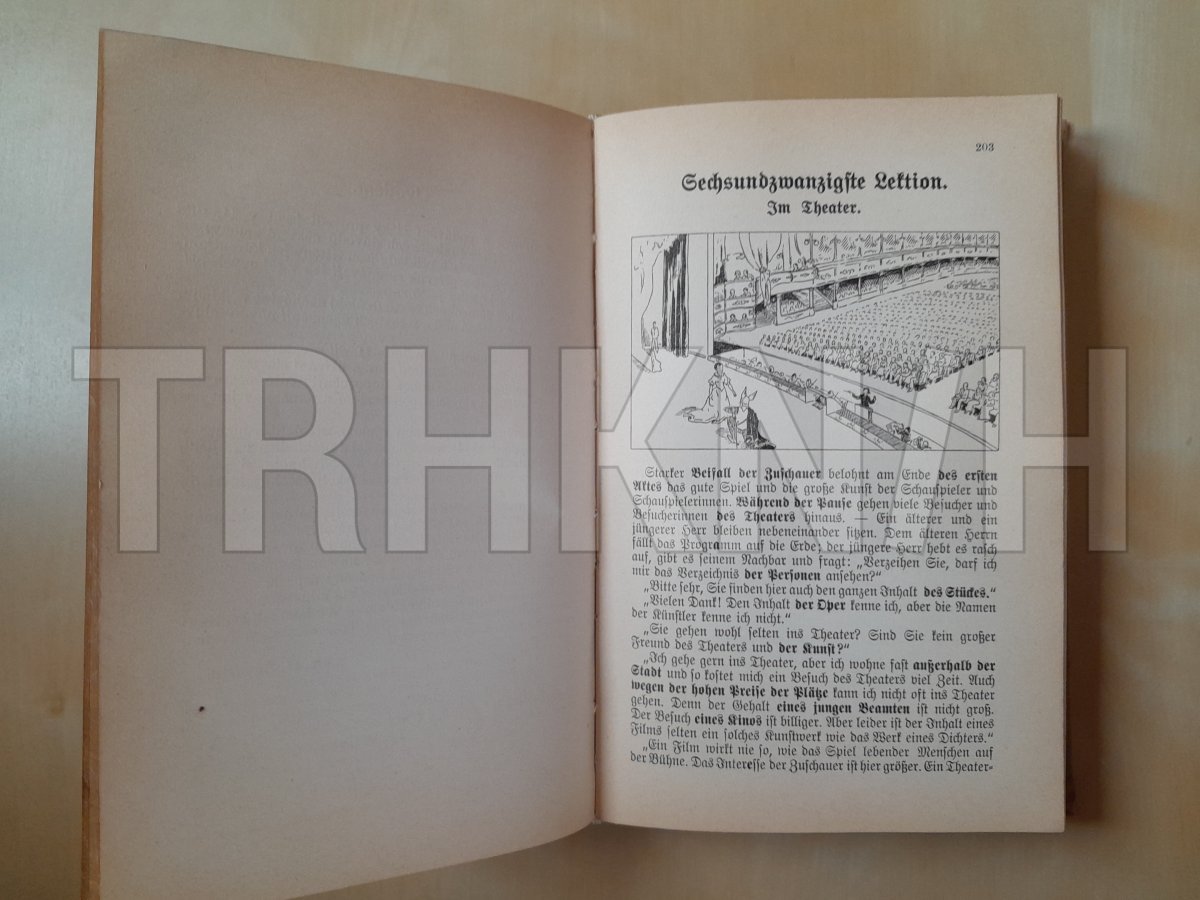 203
Sechsundzwanzigste Lektion.
Im Theater.
Starker Beifall der Zuschauer belohnt am Ende des ersten
Aktes das gute Spiel und die große Kunst der Schauspieler und
Schauspielerinnen. Während der Pause gehen viele Besucher und
Besucherinnen des Theaters hinaus. — Ein älterer und ein
jüngerer Herr bleiben nebeneinander sitzen. Dem älteren Herrn
fällt das Programm auf die Erde; der jüngere Herr hebt es rasch
auf, gibt es seinem Nachbar und fragt: „Verzeihen Sie, darf ich
mir das Verzeichnis der Personen ansehen?“
„Bitte sehr, Sie finden hier auch den ganzen Inhalt des Stückes.“
„Vielen Dank! Den Inhalt der Oper kenne ich, aber die Namen
der Künstler kenne ich nicht.“
„Sie gehen wohl selten ins Theater? Sind Sie kein großer
Freund des Theaters und der Kunst?“
„Ich gehe gern ins Theater, aber ich wohne fast außerhalb der
Stadt und so kostet mich ein Besuch des Theaters viel Zeit. Auch
wegen der hohen Preise der Plätze kann ich nicht oft ins Theater
gehen. Denn der Gehalt eines jungen Beamten ist nicht groß.
Der Besuch eines Kinos ist billiger. Aber leider ist der Inhalt eines
Films selten ein solches Kunstwerk wie das Werk eines Dichters.“
„Ein Film wirkt nie so, wie das Spiel lebender Menschen auf
der Bühne. Das Interesse der Zuschauer ist hier größer. Ein Theater-